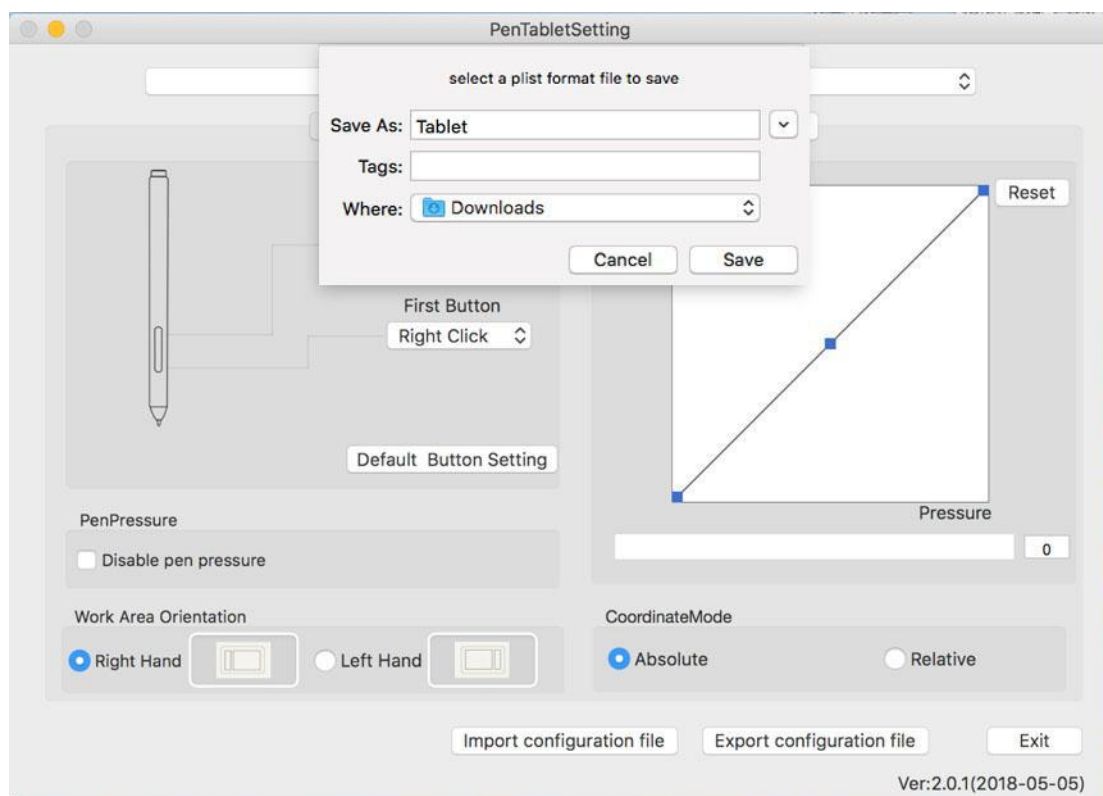 PenTabletSetting
select a plist format file to save
Save As: Tablet
Tags:
Where: Downloads
Cancel Save
Reset
First Button
Right Click
Default Button Setting
Pressure
0
PenPressure
Disable pen pressure
Work Area Orientation
Right Hand Left Hand
CoordinateMode
Absolute Relative
Import configuration file Export configuration file Exit
Ver:2.0.1(2018-05-05)